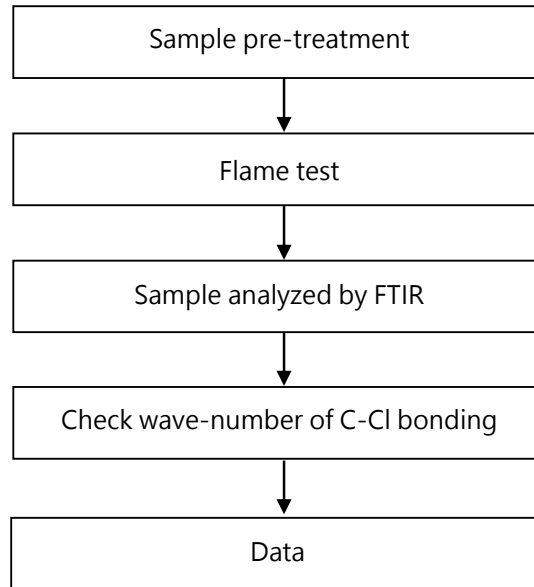 Sample pre-treatment
Flame test
Sample analyzed by FTIR
Check wave-number of C-Cl bonding
Data